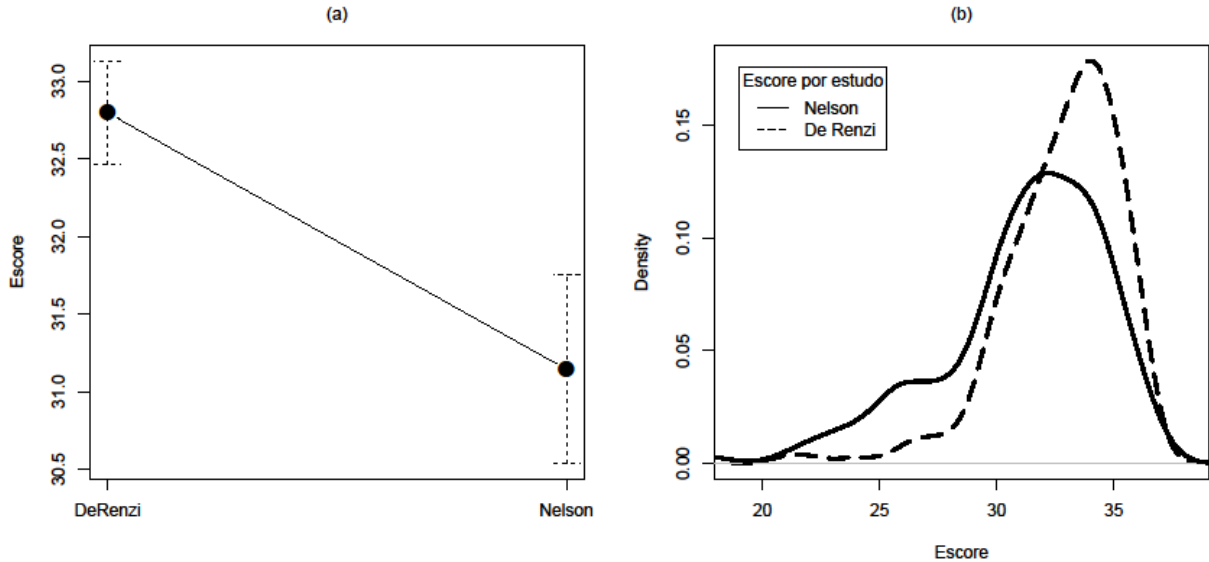 (a)
Escore
33.0
32.5
32.0
31.5
31.0
30.5
DeRenzi
Nelson
(b)
Density
0.15
0.10
0.05
0.00
Escore por estudo
Nelson
De Renzi
20
25
30
35
Escore